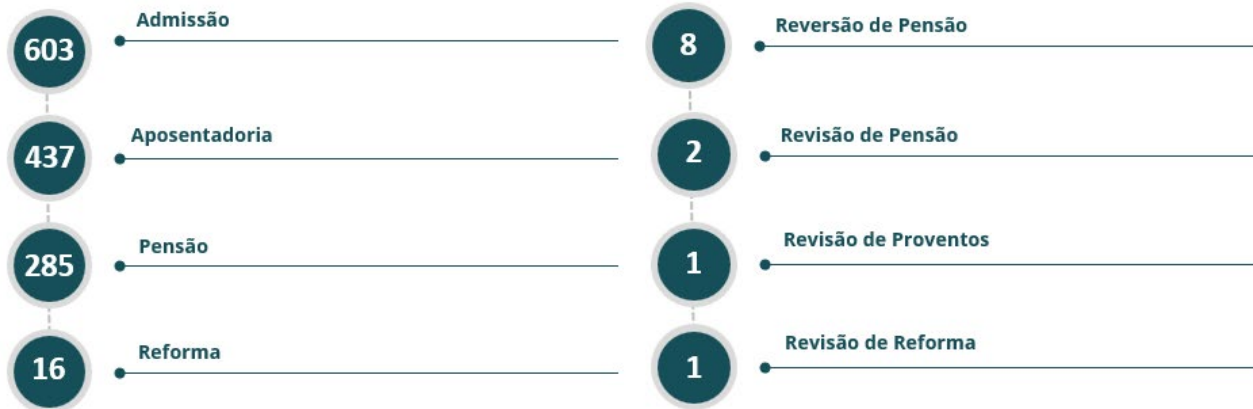 603
Admissão
437
Aposentadoria
285
Pensão
16
Reforma
8
Reversão de Pensão
2
Revisão de Pensão
1
Revisão de Proventos
1
Revisão de Reforma